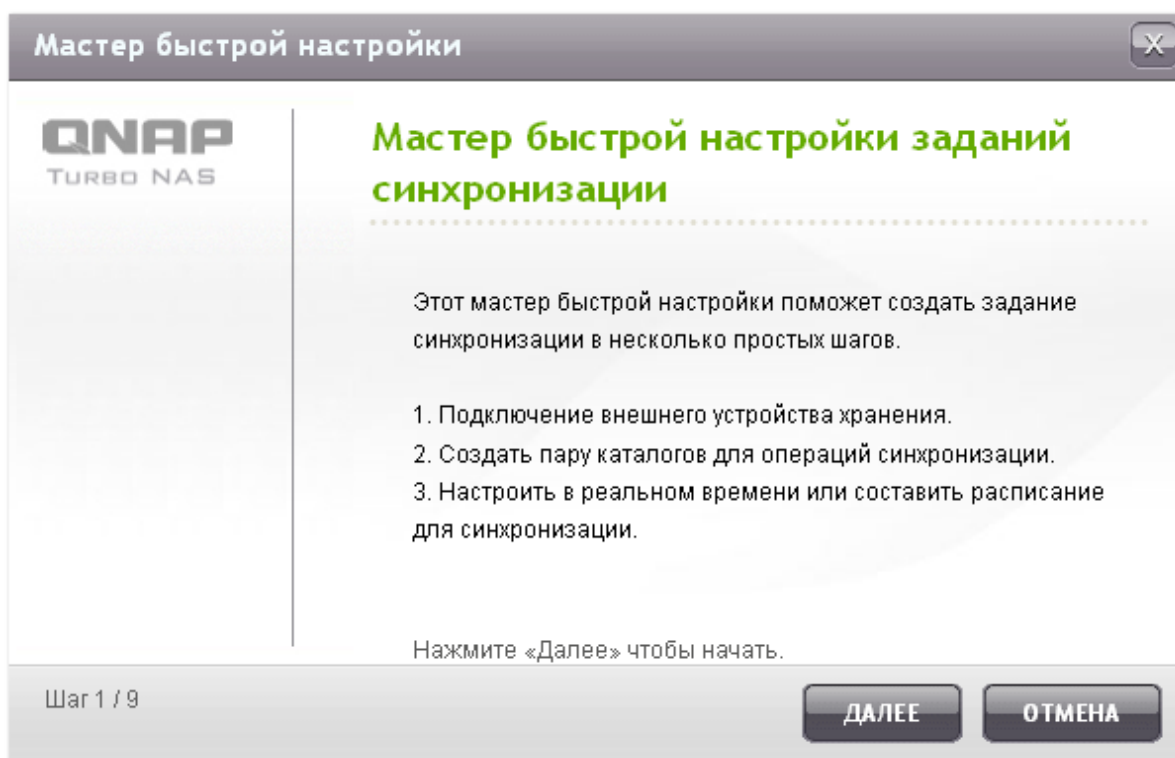 Мастер быстрой настройки
X
QNAP
TURBO NAS
Мастер быстрой настройки заданий
синхронизации
Этот мастер быстрой настройки поможет создать задание
синхронизации в несколько простых шагов.
1. Подключение внешнего устройства хранения.
2. Создать пару каталогов для операций синхронизации.
3. Настроить в реальном времени или составить расписание
для синхронизации.
Нажмите «Далее» чтобы начать.
Шаг 1 / 9
ДАЛЕЕ
ОТМЕНА